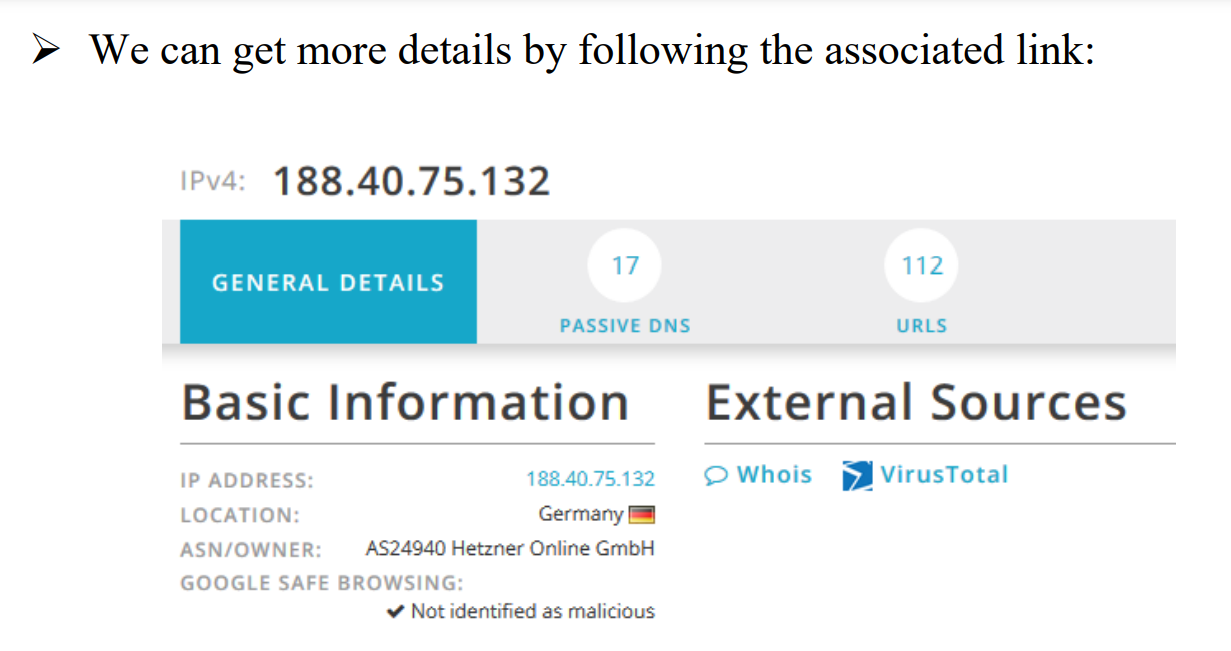 ➢ We can get more details by following the associated link:
IPv4: 188.40.75.132
GENERAL DETAILS
17
PASSIVE DNS
112
URLS
Basic Information
IP ADDRESS: 188.40.75.132
LOCATION: Germany
ASN/OWNER: AS24940 Hetzner Online GmbH
GOOGLE SAFE BROWSING:
✔ Not identified as malicious
External Sources
Whois VirusTotal